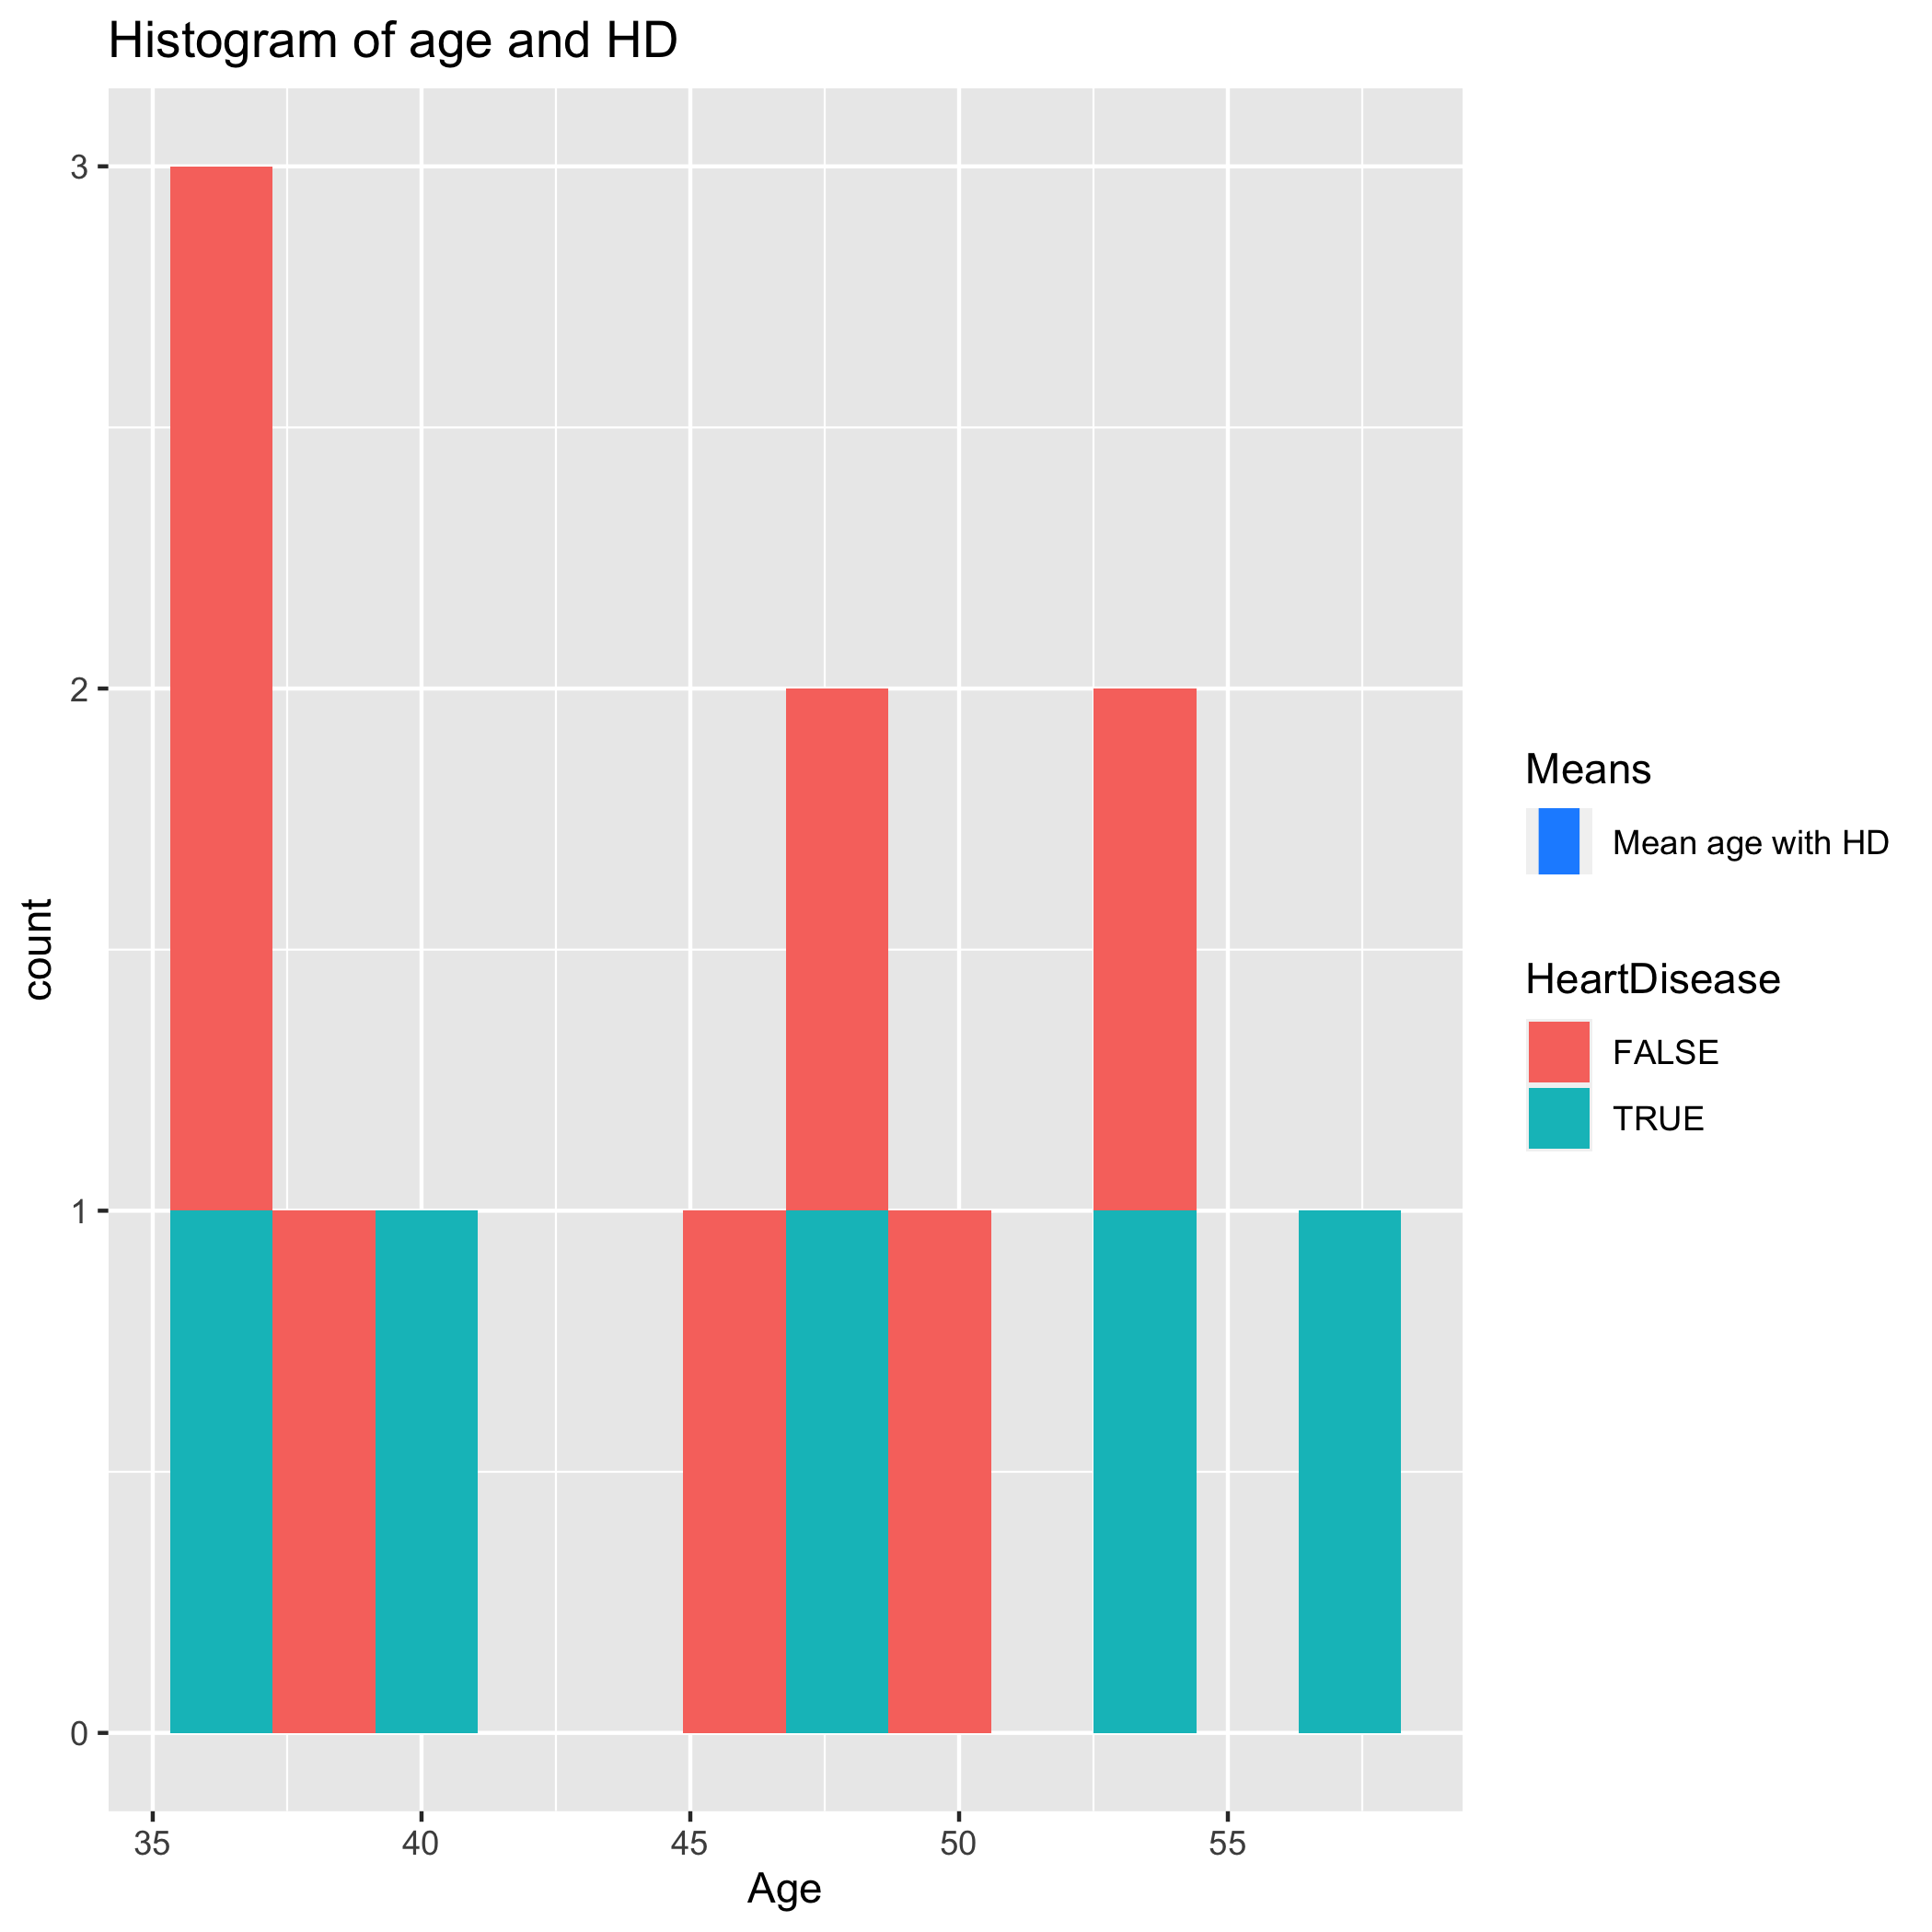 Histogram of age and HD
3
2
1
0
count
35 40 45 50 55
Age
Means
Mean age with HD
HeartDisease
FALSE
TRUE